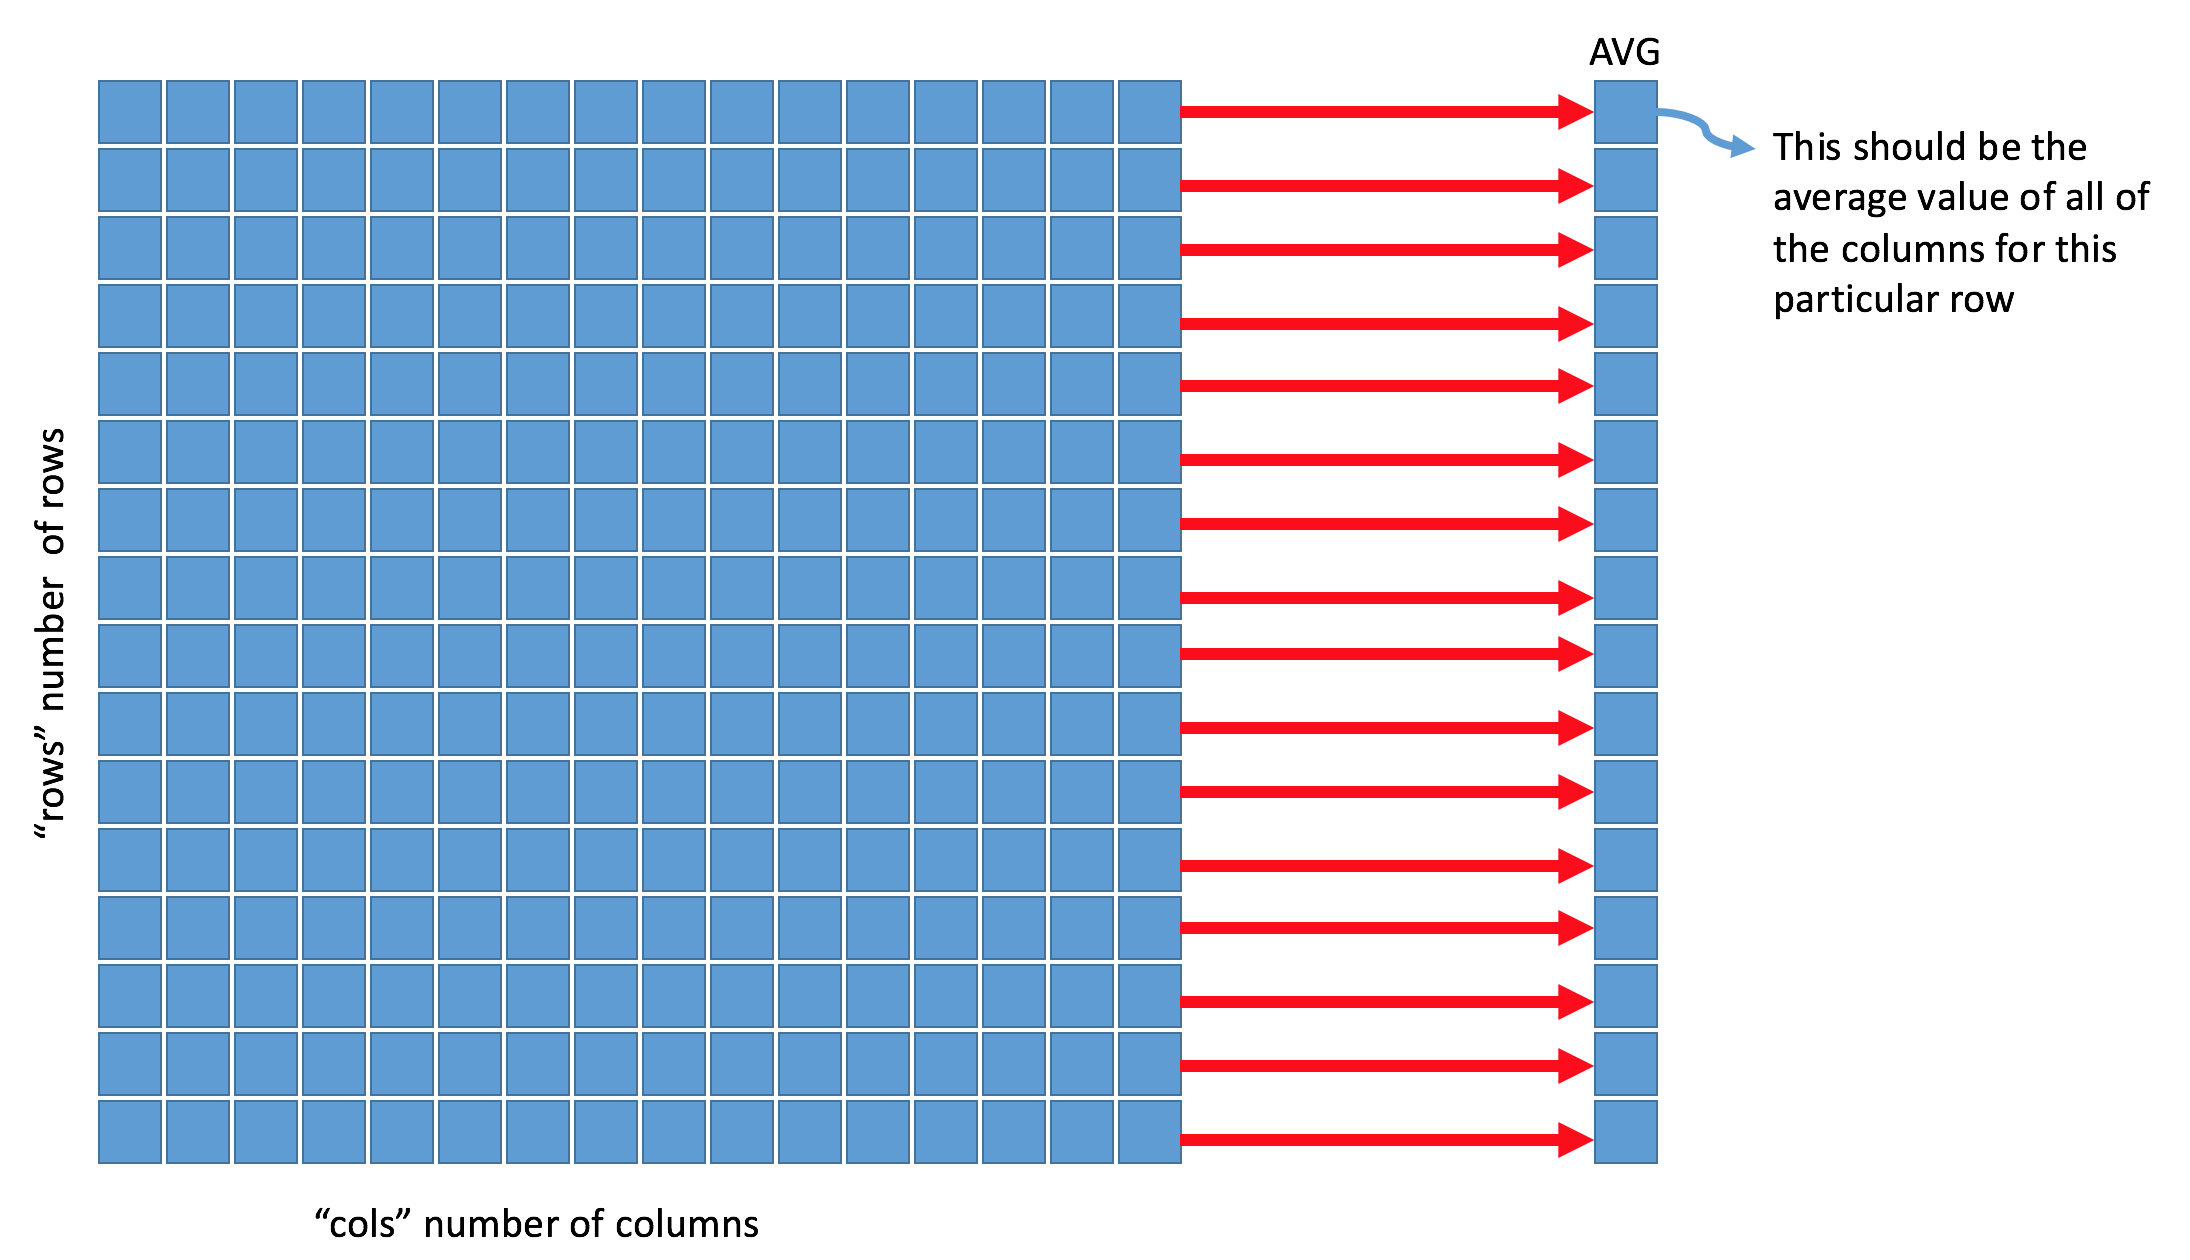 AVG
This should be the
average value of all of
the columns for this
particular row
“rows” number of rows
“cols” number of columns